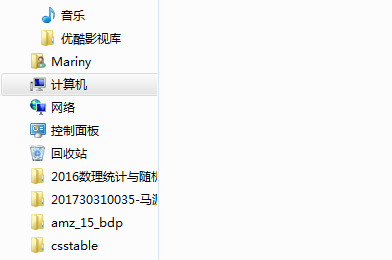 音乐
优酷影视库
Mariny
计算机
网络
控制面板
回收站
2016数理统计与随机
201730310035-马
amz_15_bdp
csstable